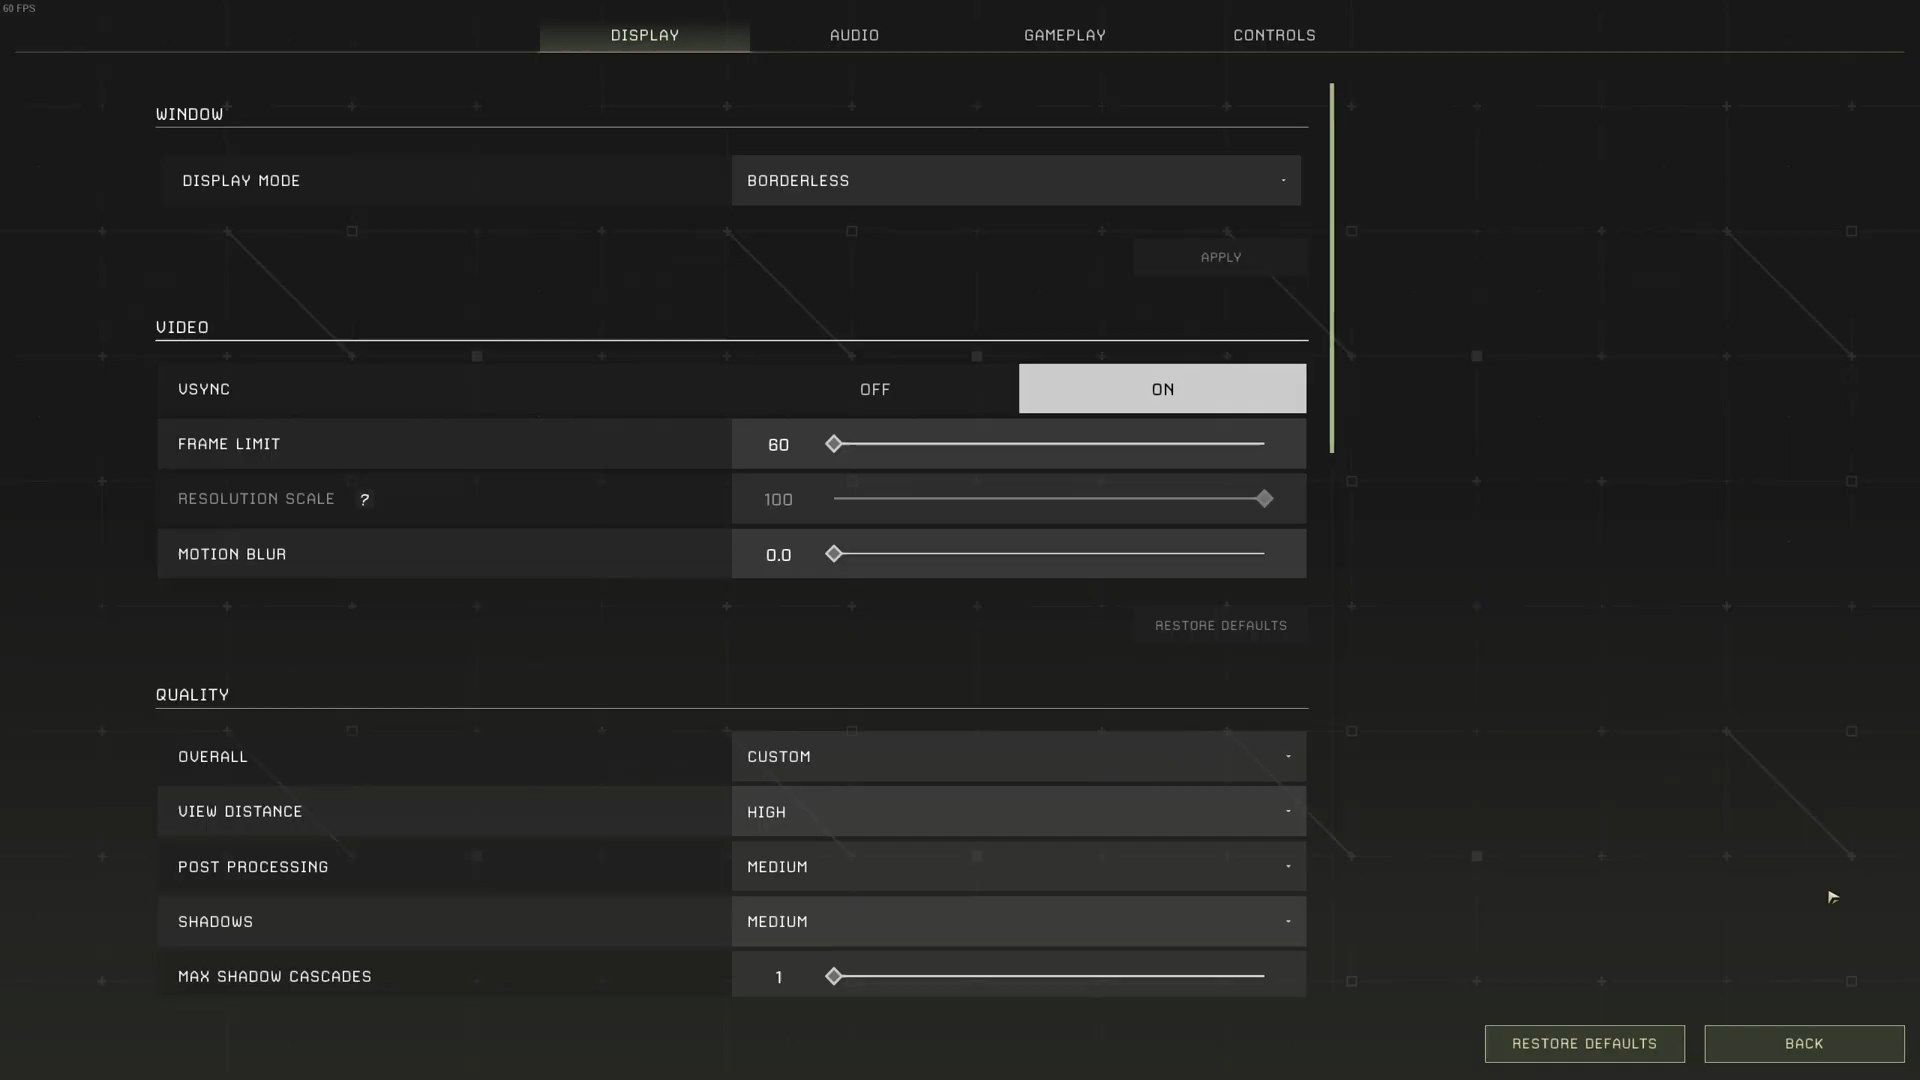 60 FPS
DISPLAY AUDIO GAMEPLAY CONTROLS
WINDOW
DISPLAY MODE BORDERLESS
APPLY
VIDEO
VSYNC OFF ON
FRAME LIMIT 60
RESOLUTION SCALE ? 100
MOTION BLUR 0.0
RESTORE DEFAULTS
QUALITY
OVERALL CUSTOM
VIEW DISTANCE HIGH
POST PROCESSING MEDIUM
SHADOWS MEDIUM
MAX SHADOW CASCADES 1
RESTORE DEFAULTS BACK